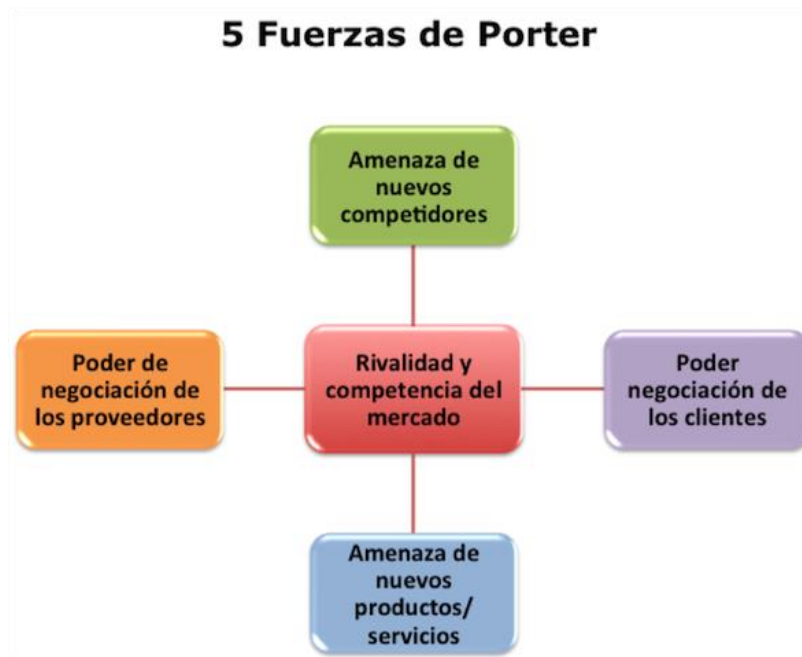 5 Fuerzas de Porter
Amenaza de
nuevos
competidores
Poder de
negociación de
los proveedores
Rivalidad y
competencia del
mercado
Poder
negociación de
los clientes
Amenaza de
nuevos
productos/
servicios